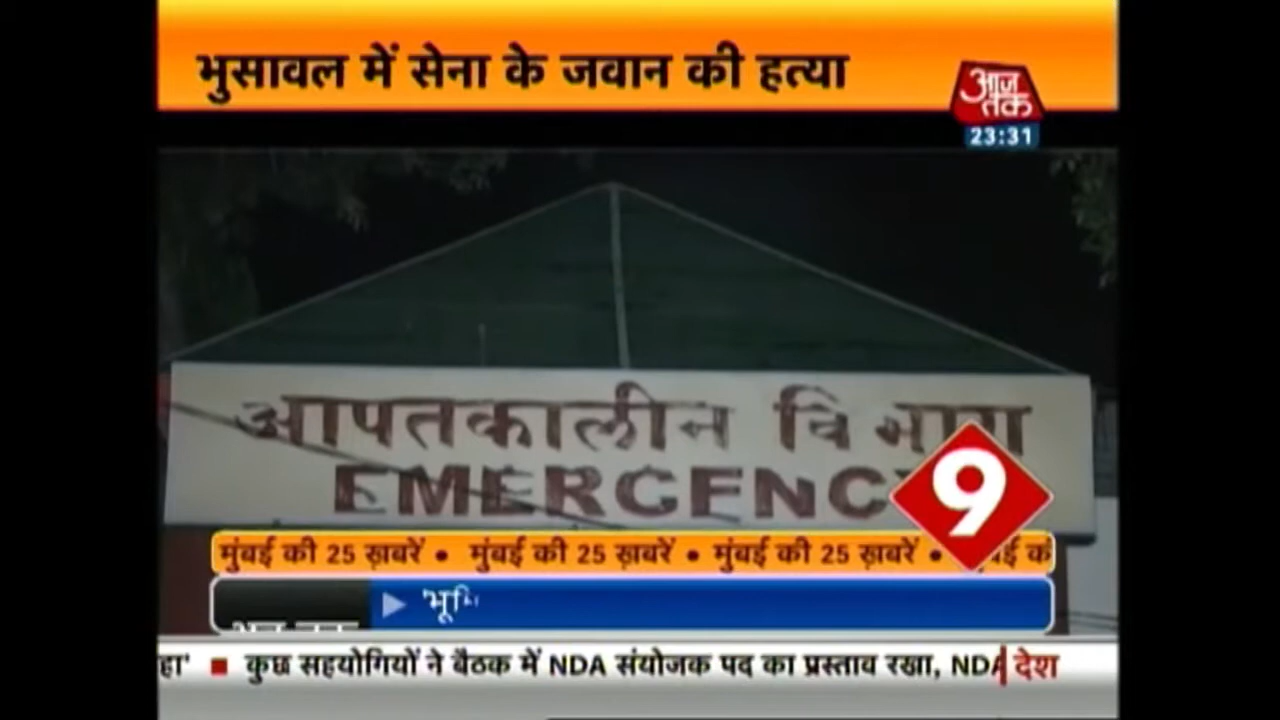 भुसावल में सेना के जवान की हत्या
आज तक
23:31
आपतकालीन विभाग
EMERGENCY
9
मुंबई की 25 ख़बरें • मुंबई की 25 ख़बरें • मुंबई की 25 ख़बरें •
हा' ■ कुछ सहयोगियों ने बैठक में NDA संयोजक पद का प्रस्ताव रखा, NDA
देश